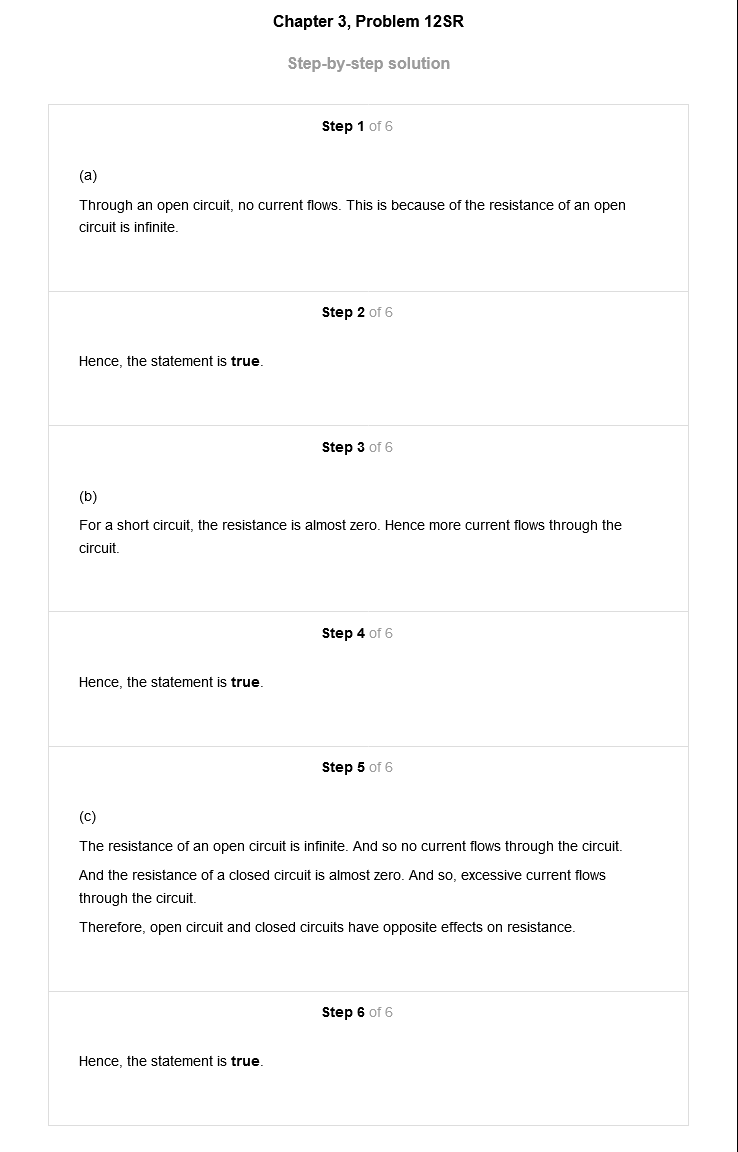 Chapter 3, Problem 12SR
Step-by-step solution
Step 1 of 6
(a)
Through an open circuit, no current flows. This is because of the resistance of an open
circuit is infinite.
Step 2 of 6
Hence, the statement is true.
Step 3 of 6
(b)
For a short circuit, the resistance is almost zero. Hence more current flows through the
circuit.
Step 4 of 6
Hence, the statement is true.
Step 5 of 6
(c)
The resistance of an open circuit is infinite. And so no current flows through the circuit.
And the resistance of a closed circuit is almost zero. And so, excessive current flows
through the circuit.
Therefore, open circuit and closed circuits have opposite effects on resistance.
Step 6 of 6
Hence, the statement is true.